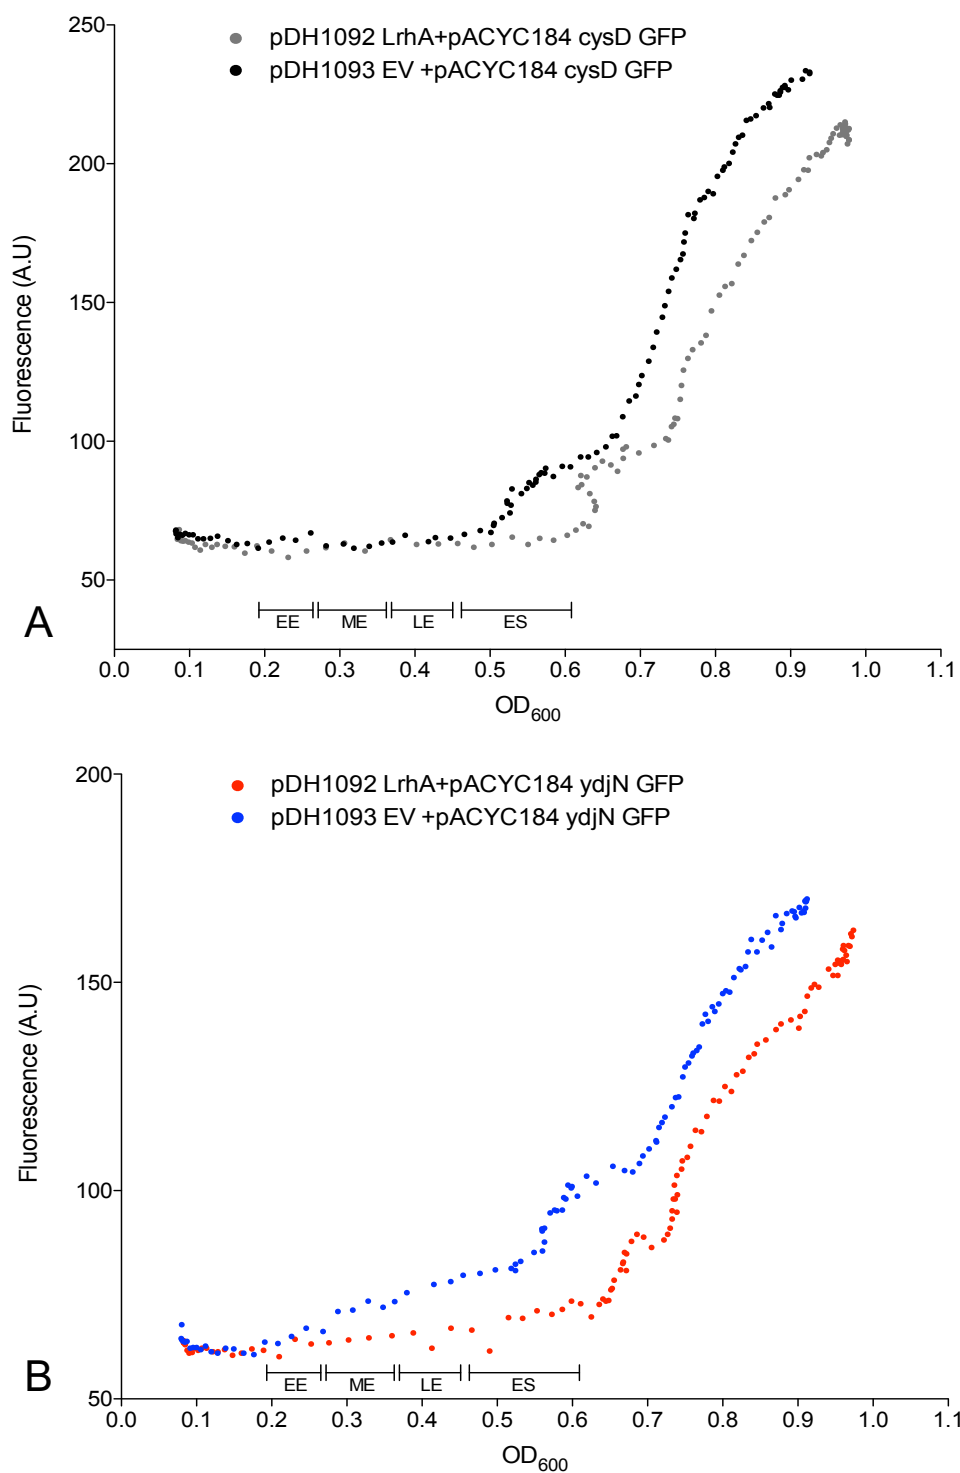 250
pDH1092 LrhA+pACYC184 cysD GFP
pDH1093 EV +pACYC184 cysD GFP
200
150
100
50
Fluorescence (A.U)
A
EE ME LE ES
0.0 0.1 0.2 0.3 0.4 0.5 0.6 0.7 0.8 0.9 1.0 1.1
OD600
200
pDH1092 LrhA+pACYC184 ydjN GFP
pDH1093 EV +pACYC184 ydjN GFP
150
100
50
Fluorescence (A.U)
B
EE ME LE ES
0.0 0.1 0.2 0.3 0.4 0.5 0.6 0.7 0.8 0.9 1.0 1.1
OD600